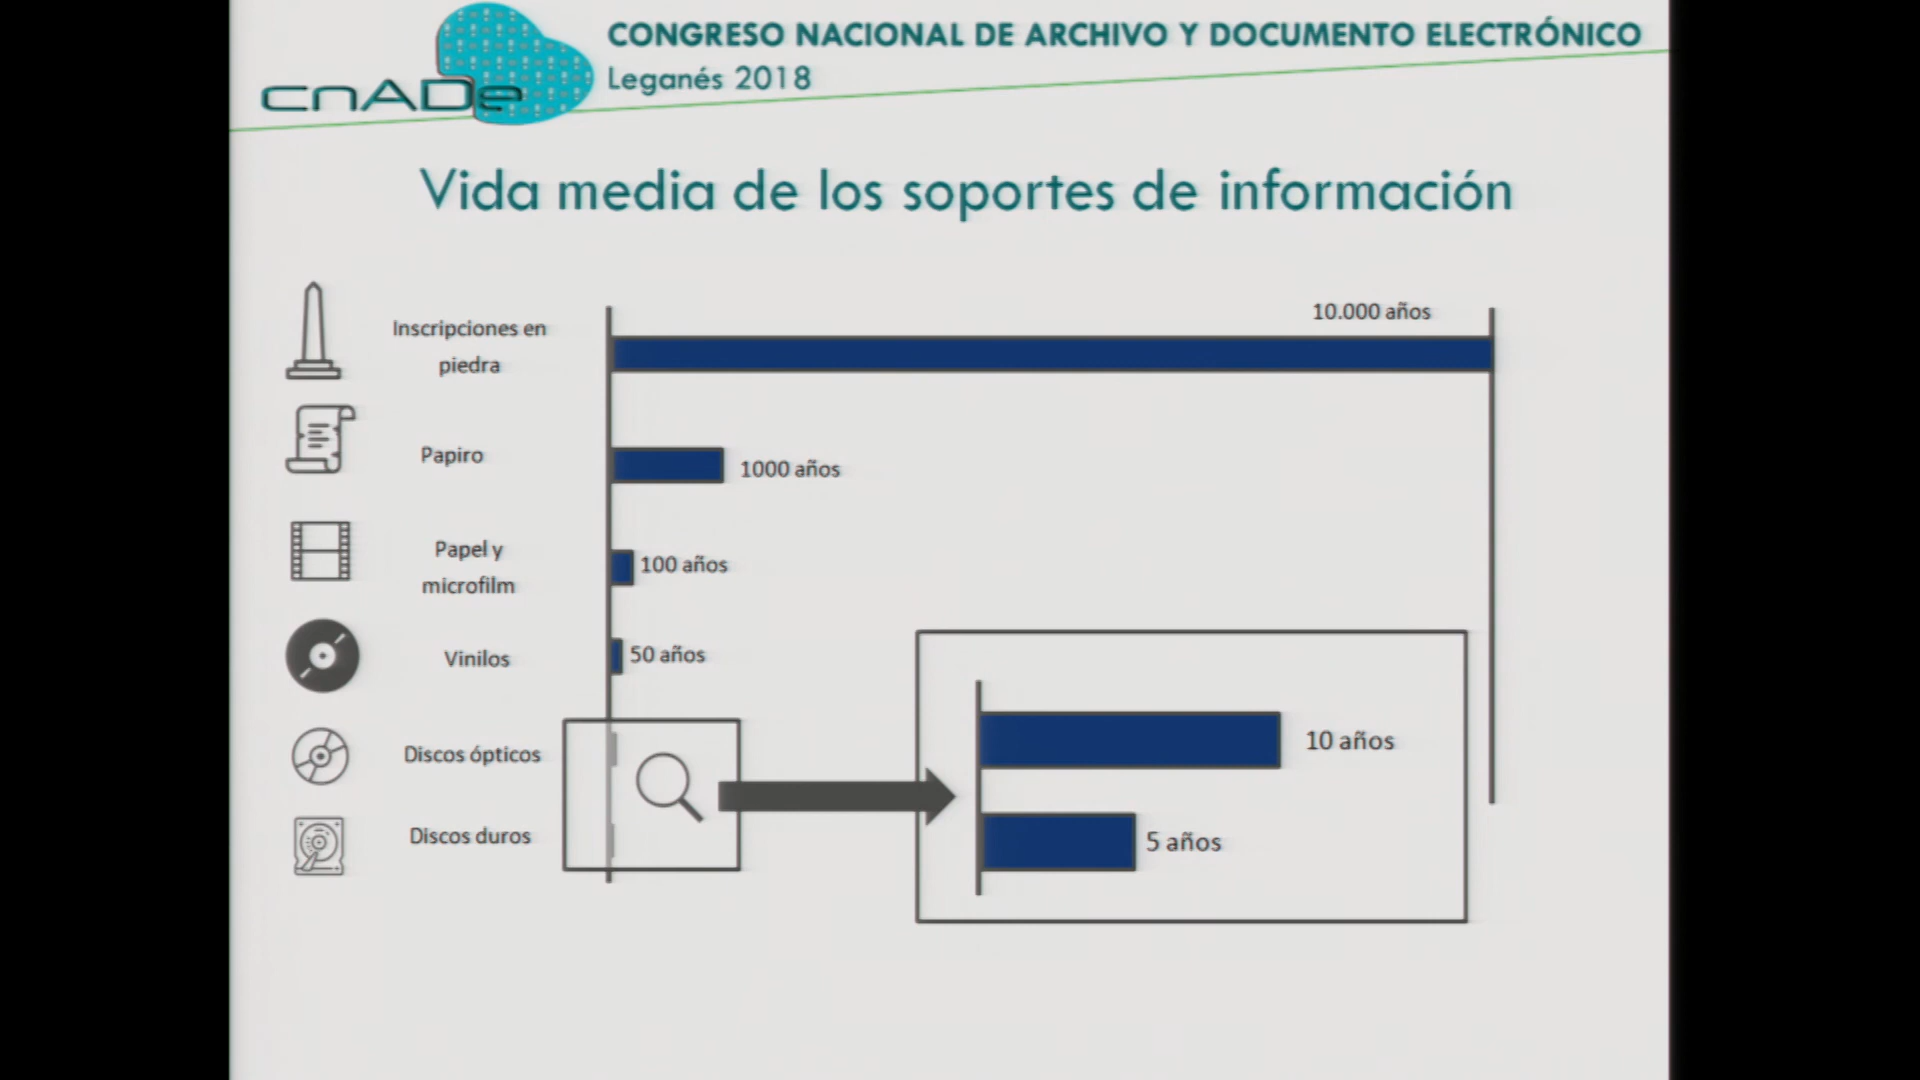 cnADe
CONGRESO NACIONAL DE ARCHIVO Y DOCUMENTO ELECTRÓNICO
Leganés 2018
Vida media de los soportes de información
Inscripciones en
piedra
10.000 años
Papiro
1000 años
Papel y
microfilm
100 años
Vinilos
50 años
Discos ópticos
10 años
Discos duros
5 años